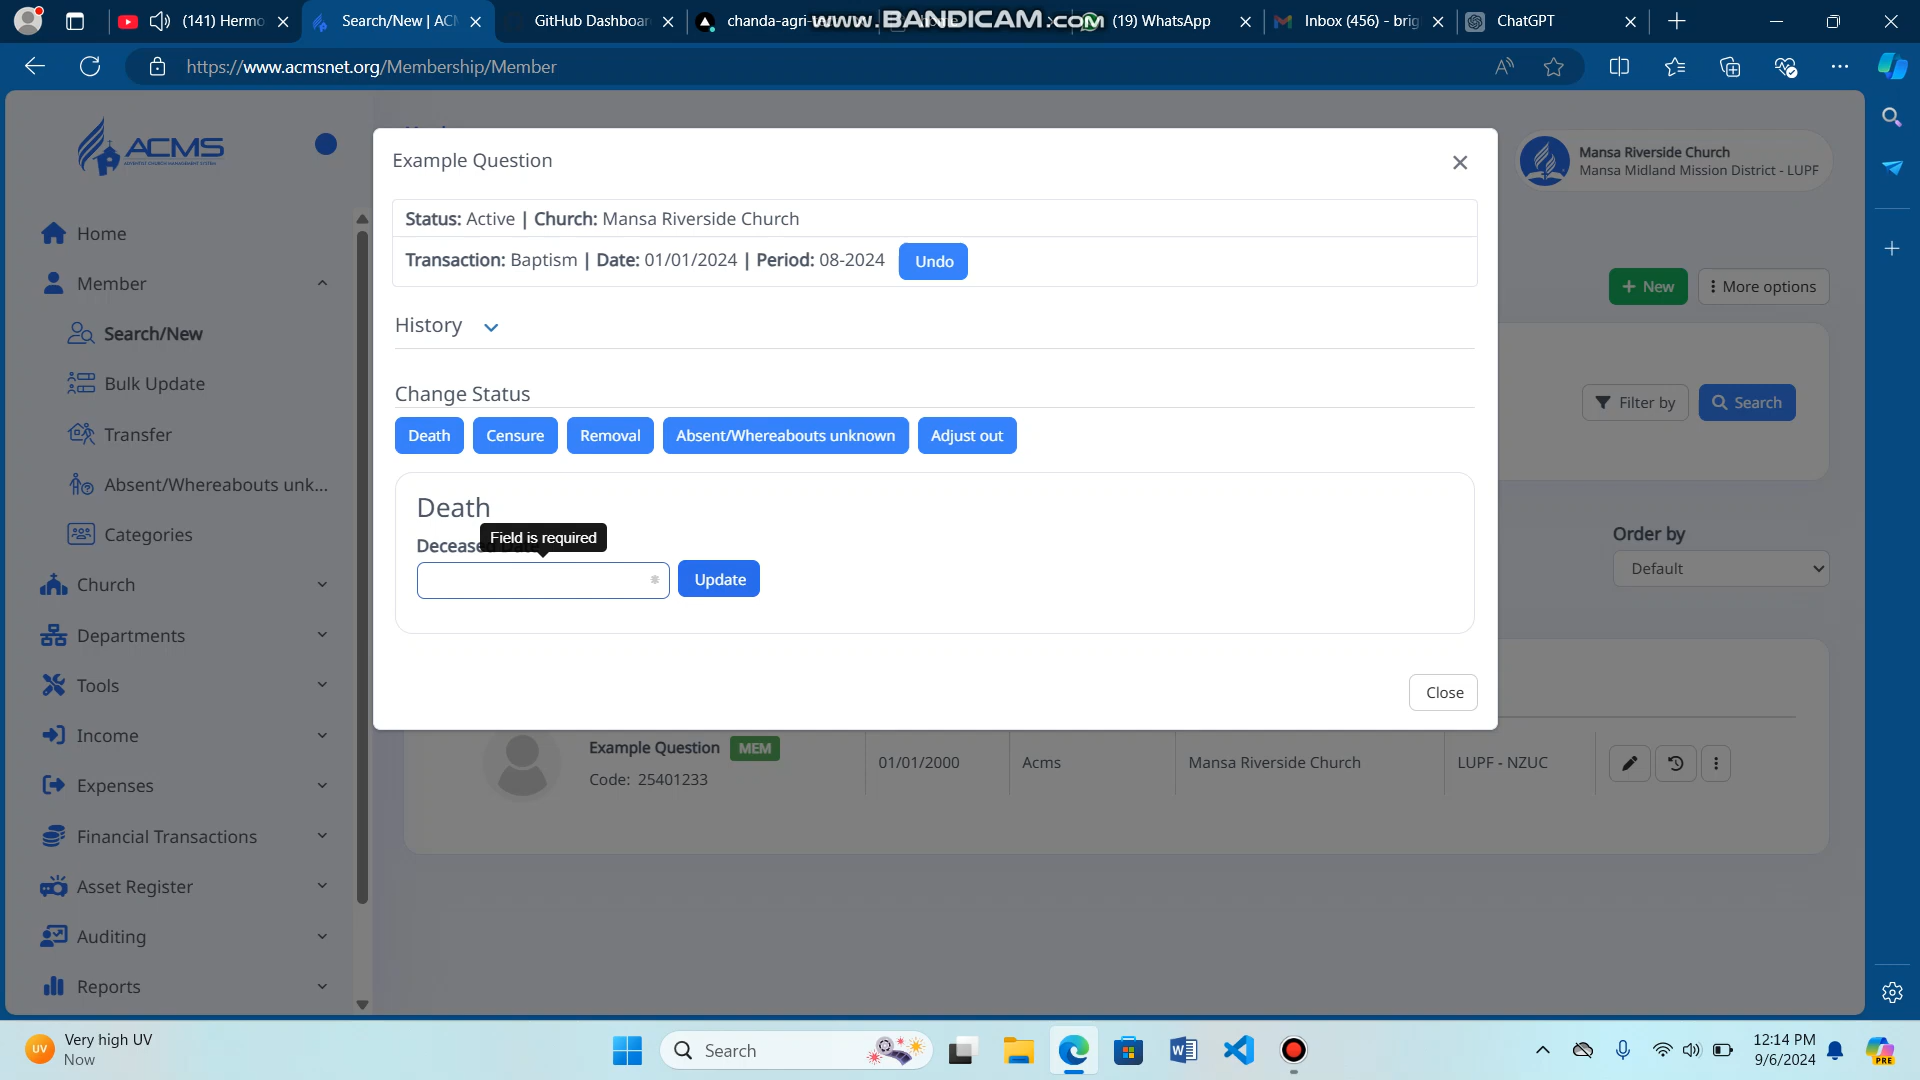 (141) Hermo
Search/New | AC
GitHub Dashboar
chanda-agri-
www.BANDICAM.com
(19) WhatsApp
Inbox (456) - brig
ChatGPT
https://www.acmsnet.org/Membership/Member
ACMS
Mansa Riverside Church
Mansa Midland Mission District - LUPF
Home
Member
Search/New
Bulk Update
Transfer
Absent/Whereabouts unk...
Categories
Church
Departments
Tools
Income
Expenses
Financial Transactions
Asset Register
Auditing
Reports
New
More options
Filter by
Search
Order by
Default
Example Question
Status: Active | Church: Mansa Riverside Church
Transaction: Baptism | Date: 01/01/2024 | Period: 08-2024
Undo
History
Change Status
Death
Censure
Removal
Absent/Whereabouts unknown
Adjust out
Death
Field is required
Deceased Date
Update
Close
Example Question MEM
Code: 25401233
01/01/2000
Acms
Mansa Riverside Church
LUPF - NZUC
UV
Very high UV
Now
Search
12:14 PM
9/6/2024
PRE